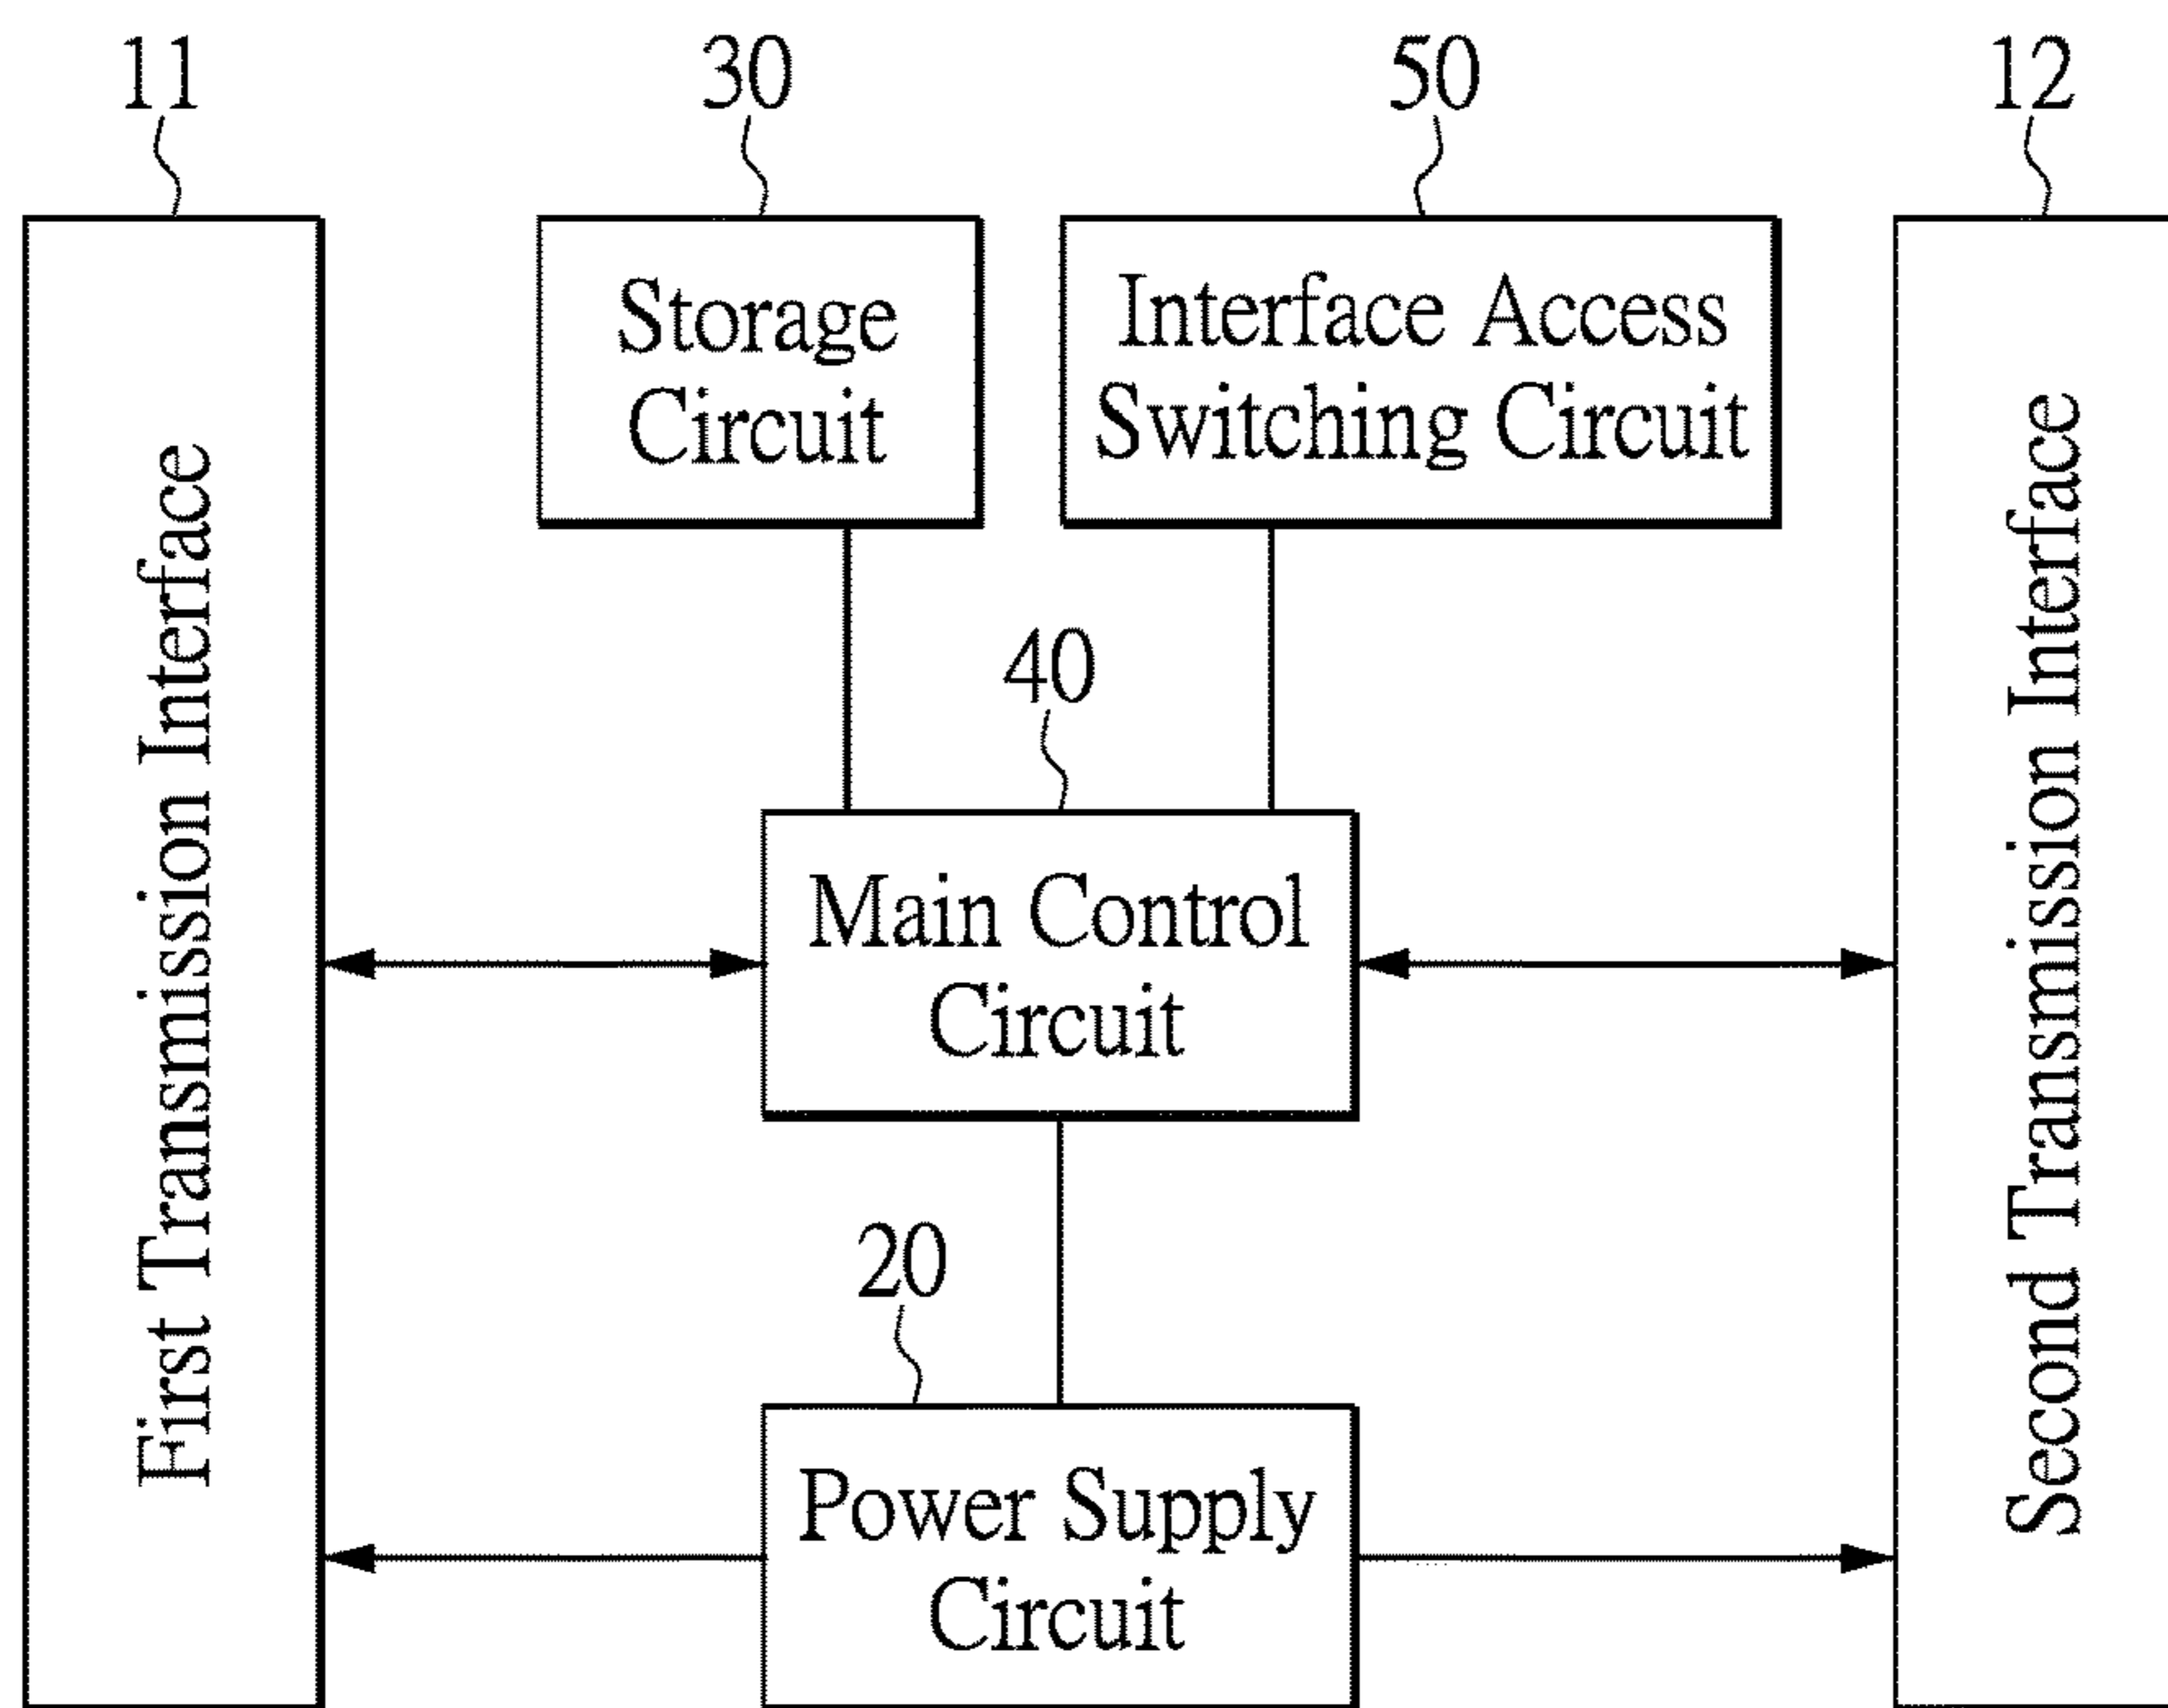 11
30
50
12
Storage
Circuit
Interface Access
Switching Circuit
First Transmission Interface
Second Transmission Interface
40
Main Control
Circuit
20
Power Supply
Circuit